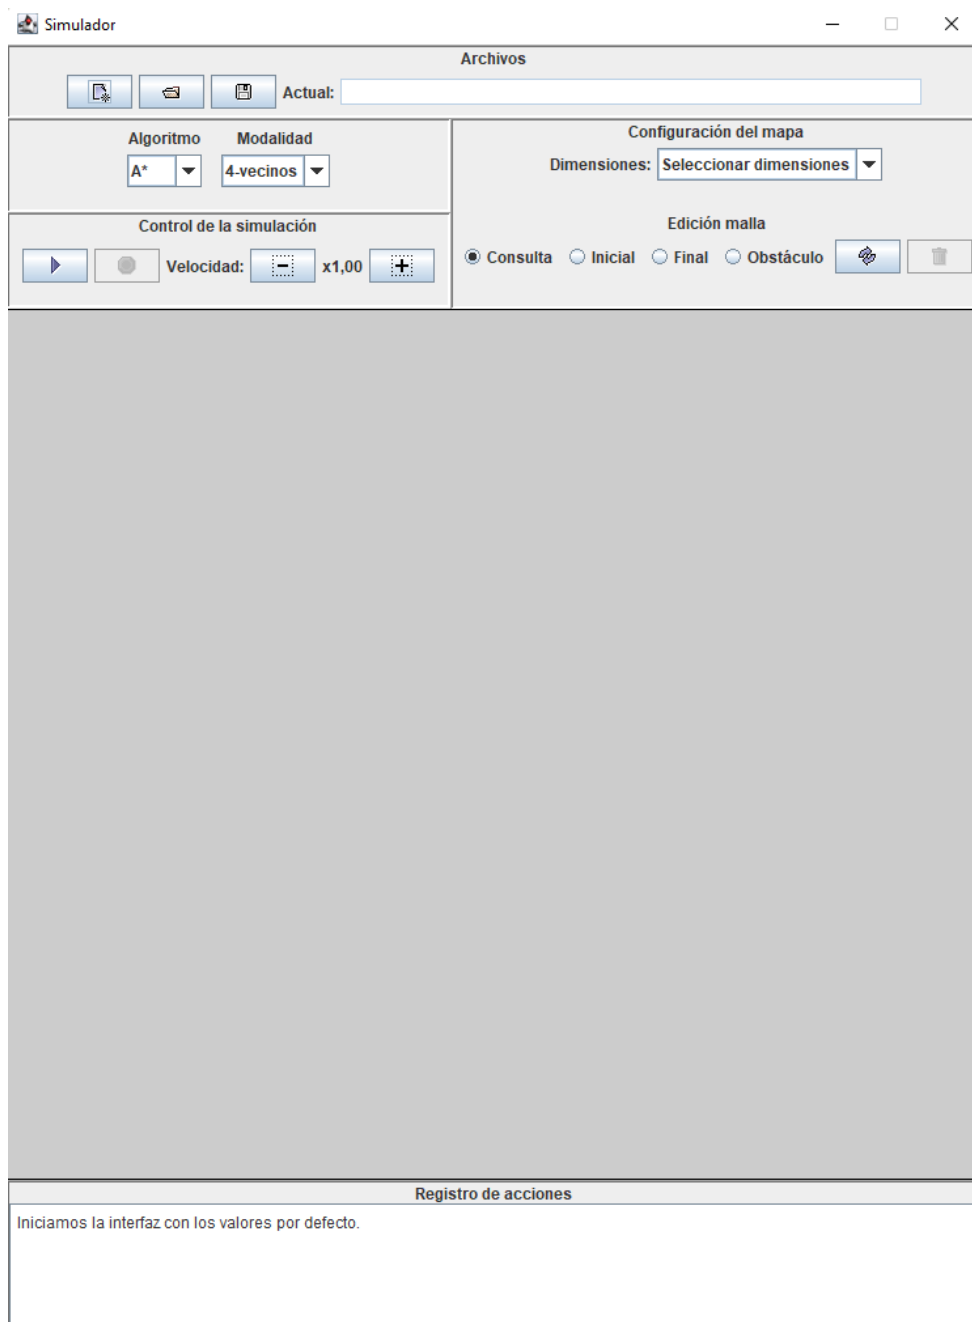 Simulador
Archivos
Actual:
Algoritmo Modalidad
A* 4-vecinos
Configuración del mapa
Dimensiones: Seleccionar dimensiones
Control de la simulación
Velocidad: - x1,00 +
Edición malla
Consulta Inicial Final Obstáculo
Registro de acciones
Iniciamos la interfaz con los valores por defecto.